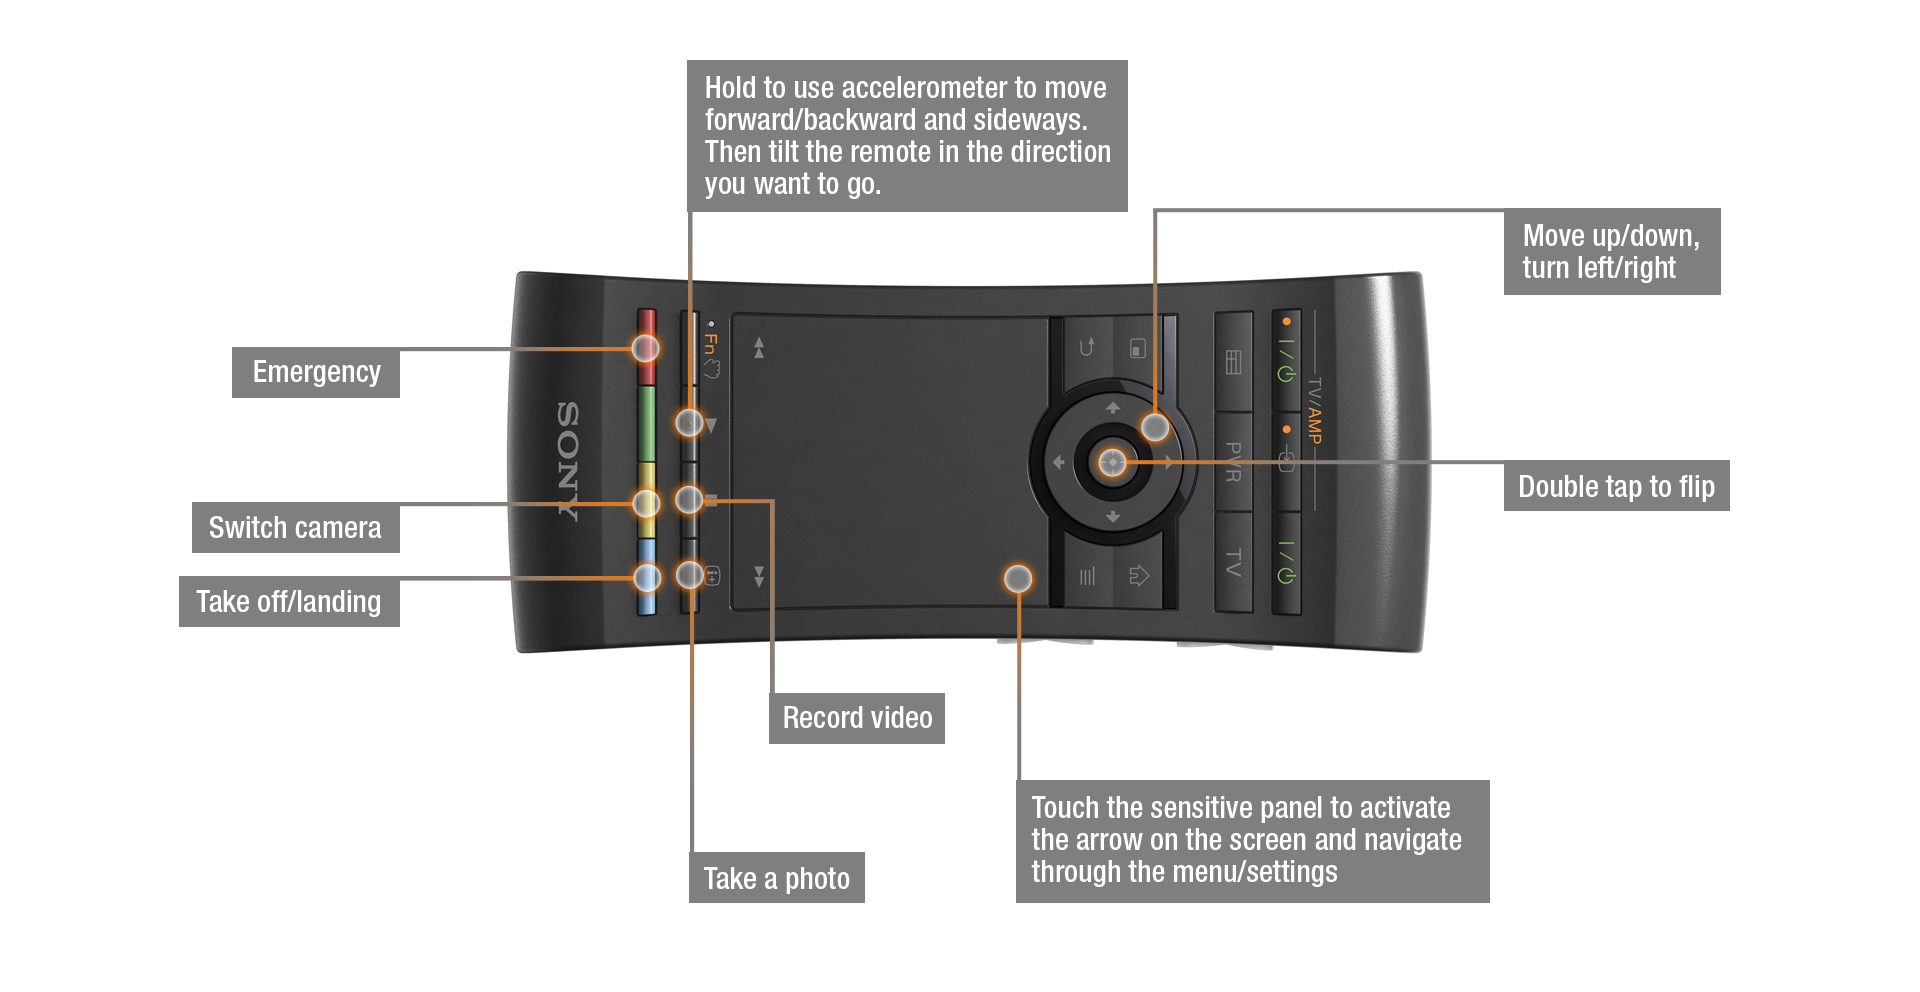 Hold to use accelerometer to move
forward/backward and sideways.
Then tilt the remote in the direction
you want to go.
Move up/down,
turn left/right
Emergency
Switch camera
Take off/landing
SONY
Fn
PVR
TV
TV/AMP
Double tap to flip
Record video
Take a photo
Touch the sensitive panel to activate
the arrow on the screen and navigate
through the menu/settings